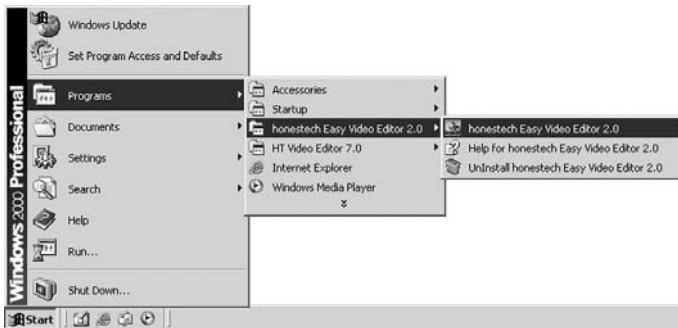 Windows 2000 Professional
Windows Update
Set Program Access and Defaults
Programs
Documents
Settings
Search
Help
Run...
Shut Down...
Accessories
Startup
honestech Easy Video Editor 2.0
HT Video Editor 7.0
Internet Explorer
Windows Media Player
honestech Easy Video Editor 2.0
Help for honestech Easy Video Editor 2.0
UnInstall honestech Easy Video Editor 2.0
Start